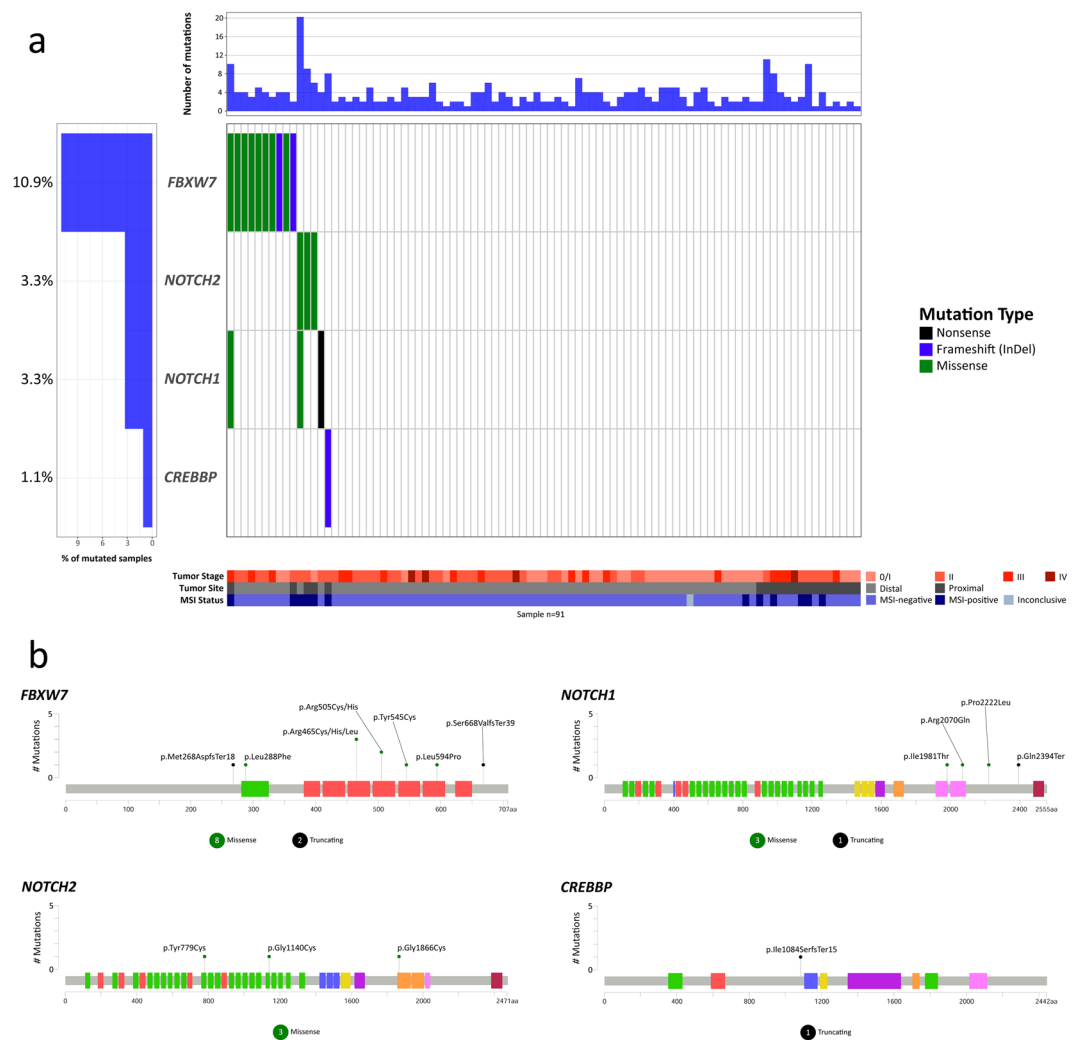 a
Number of mutations
20
16
12
8
4
0
10.9%
3.3%
3.3%
1.1%
FBXW7
NOTCH2
NOTCH1
CREBBP
9 6 3 0
% of mutated samples
Mutation Type
Nonsense
Frameshift (InDel)
Missense
Tumor Stage
Tumor Site
MSI Status
0/I II III IV
Distal Proximal
MSI-negative MSI-positive Inconclusive
Sample n=91
b
FBXW7
# Mutations
5
0
p.Met268AspfsTer18
p.Leu288Phe
p.Arg465Cys/His/Leu
p.Arg505Cys/His
p.Tyr545Cys
p.Leu594Pro
p.Ser668ValfsTer39
0 100 200 300 400 500 600 707aa
8 Missense 2 Truncating
NOTCH1
# Mutations
5
0
p.Ile1981Thr
p.Arg2070Gln
p.Pro2222Leu
p.Gln2394Ter
0 400 800 1200 1600 2000 2400 2555aa
3 Missense 1 Truncating
NOTCH2
# Mutations
5
0
p.Tyr779Cys
p.Gly1140Cys
p.Gly1866Cys
0 400 800 1200 1600 2000 2471aa
3 Missense
CREBBP
# Mutations
5
0
p.Ile1084SerfsTer15
0 400 800 1200 1600 2000 2442aa
1 Truncating